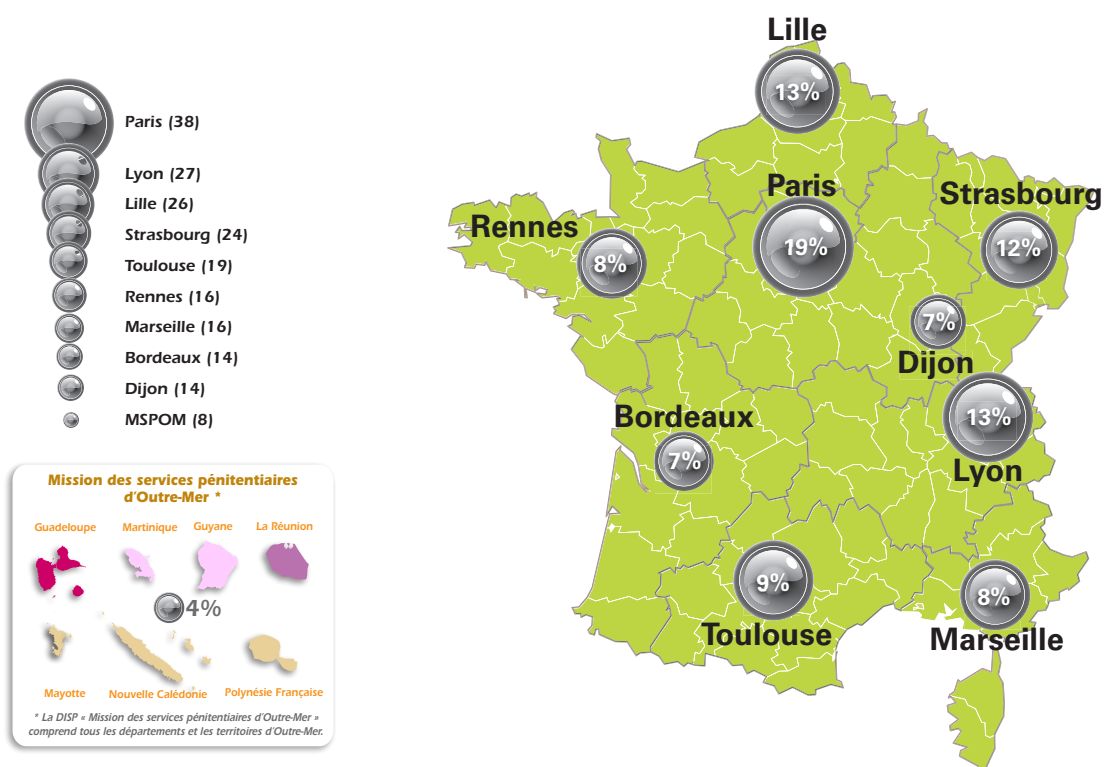 Paris (38)
Lyon (27)
Lille (26)
Strasbourg (24)
Toulouse (19)
Rennes (16)
Marseille (16)
Bordeaux (14)
Dijon (14)
MSPOM (8)
Mission des services pénitentiaires
d'Outre-Mer *
Guadeloupe
Martinique
Guyane
La Réunion
4%
Mayotte
Nouvelle Calédonie
Polynésie Française
* La DISP « Mission des services pénitentiaires d'Outre-Mer »
comprend tous les départements et les territoires d'Outre-Mer.
Lille
13%
Paris
19%
Strasbourg
12%
Rennes
8%
7%
Dijon
Bordeaux
7%
13%
Lyon
9%
Toulouse
8%
Marseille